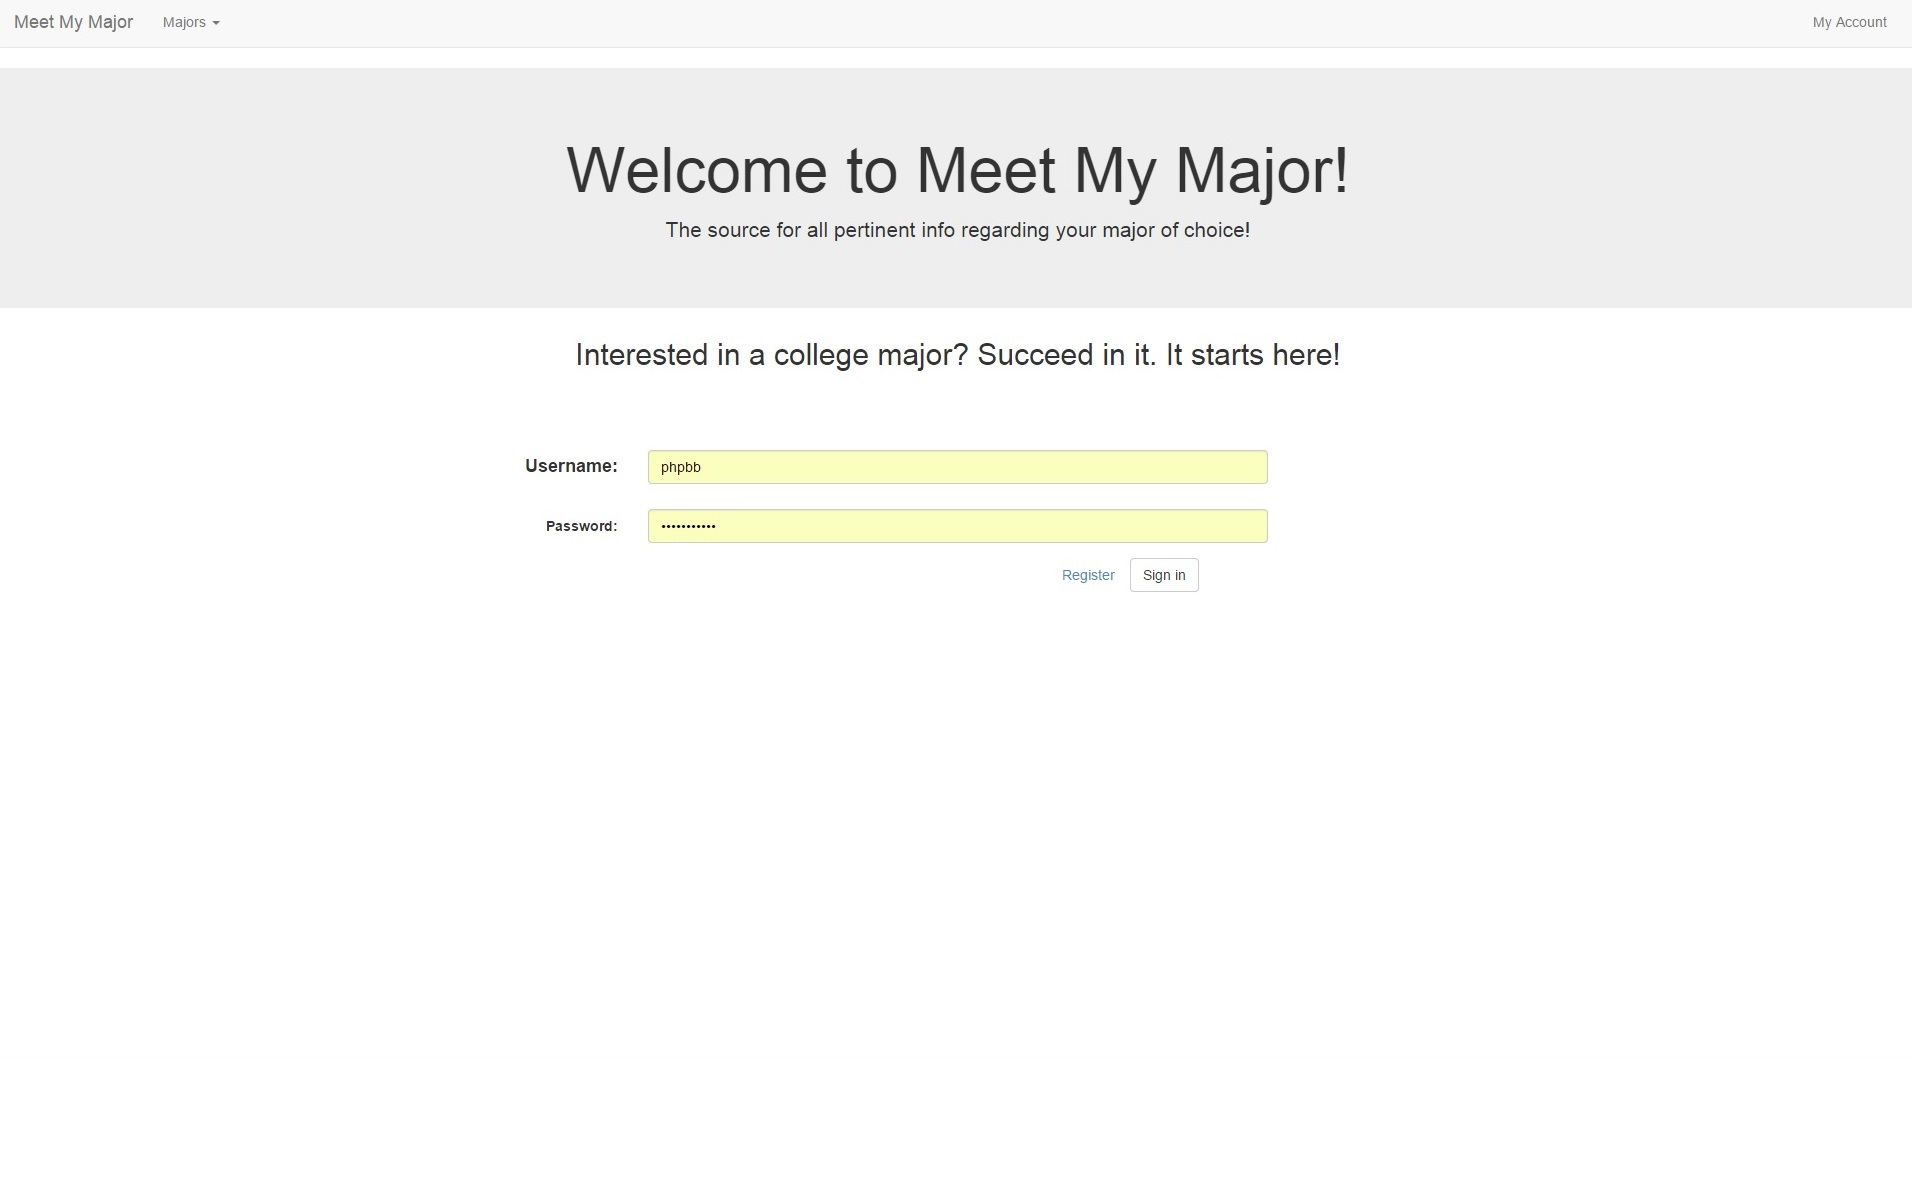 Meet My Major Majors My Account
Welcome to Meet My Major!
The source for all pertinent info regarding your major of choice!
Interested in a college major? Succeed in it. It starts here!
Username: phpbb
Password: •••••••••••
Register Sign in